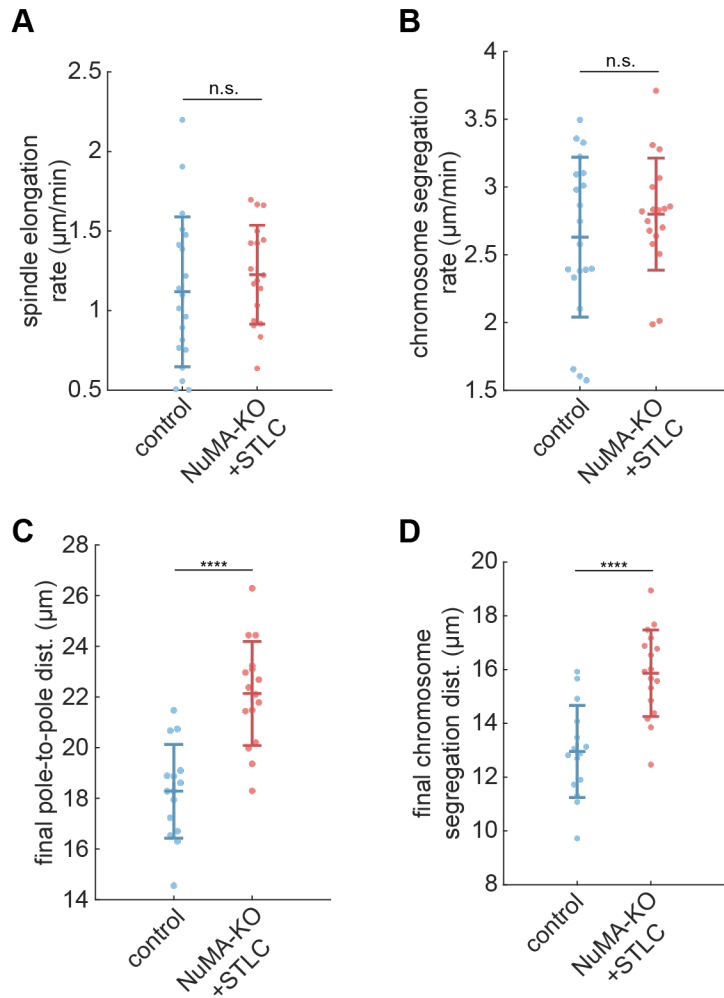 A
spindle elongation
rate (µm/min)
2.5
2
1.5
1
0.5
n.s.
control
NuMA-KO
+STLC
B
chromosome segregation
rate (µm/min)
4
3.5
3
2.5
2
1.5
n.s.
control
NuMA-KO
+STLC
C
final pole-to-pole dist. (µm)
28
26
24
22
20
18
16
14
****
control
NuMA-KO
+STLC
D
final chromosome
segregation dist. (µm)
20
18
16
14
12
10
8
****
control
NuMA-KO
+STLC